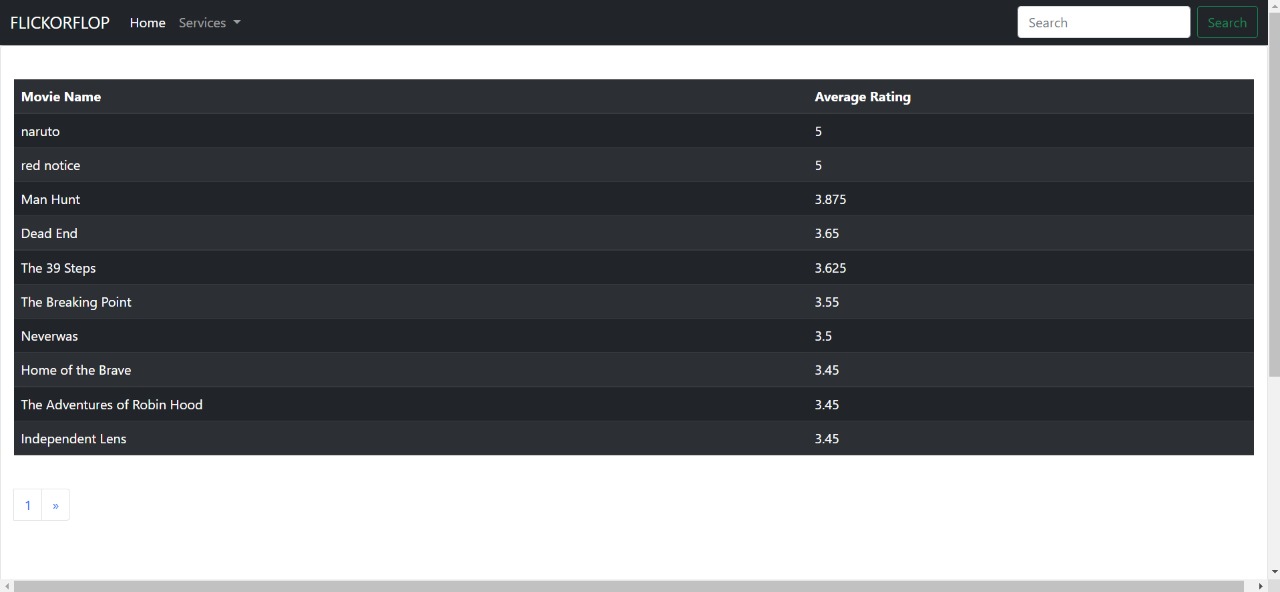 FLICKORFLOP Home Services Search Search
Movie Name Average Rating
naruto 5
red notice 5
Man Hunt 3.875
Dead End 3.65
The 39 Steps 3.625
The Breaking Point 3.55
Neverwas 3.5
Home of the Brave 3.45
The Adventures of Robin Hood 3.45
Independent Lens 3.45
1 »